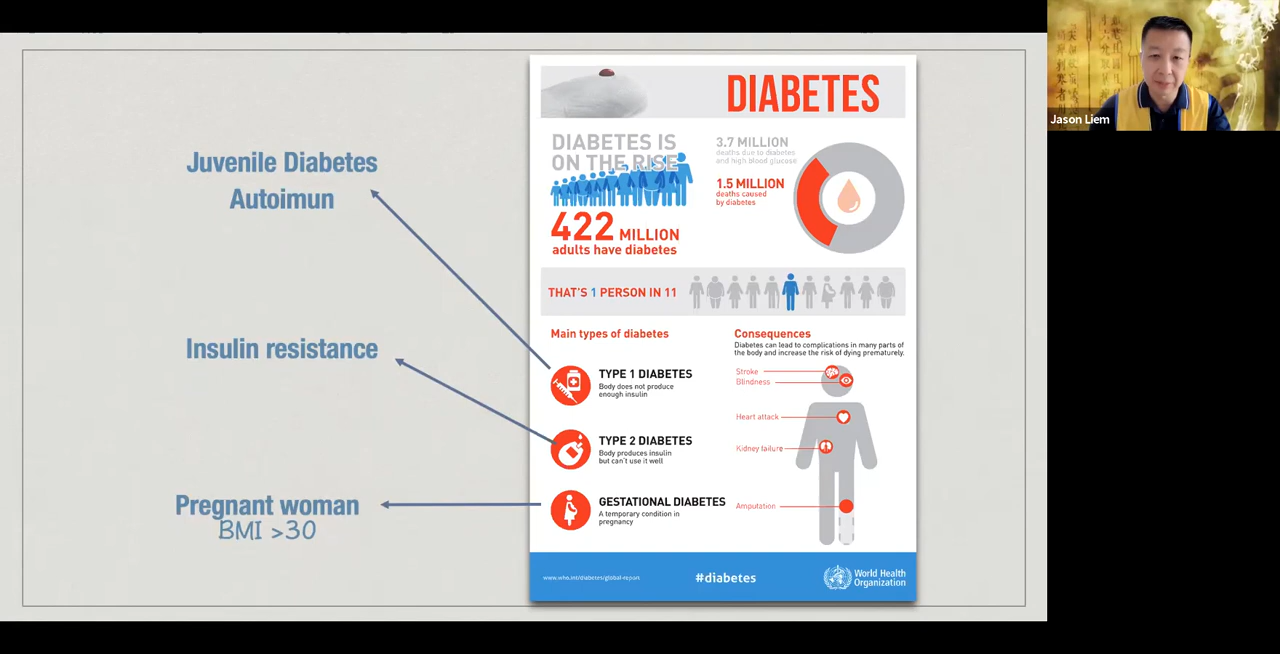 Juvenile Diabetes
Autoimun
Insulin resistance
Pregnant woman
BMI >30
DIABETES
DIABETES IS
ON THE RISE
422 MILLION
adults have diabetes
3.7 MILLION
deaths due to diabetes
and high blood glucose
1.5 MILLION
deaths caused
by diabetes
THAT'S 1 PERSON IN 11
Main types of diabetes
TYPE 1 DIABETES
Body does not produce
enough insulin
TYPE 2 DIABETES
Body produces insulin
but can't use it well
GESTATIONAL DIABETES
A temporary condition in
pregnancy
Consequences
Diabetes can lead to complications in many parts of
the body and increase the risk of dying prematurely.
Stroke
Blindness
Heart attack
Kidney failure
Amputation
www.who.int/diabetes/global-report
#diabetes
World Health
Organization
Jason Liem